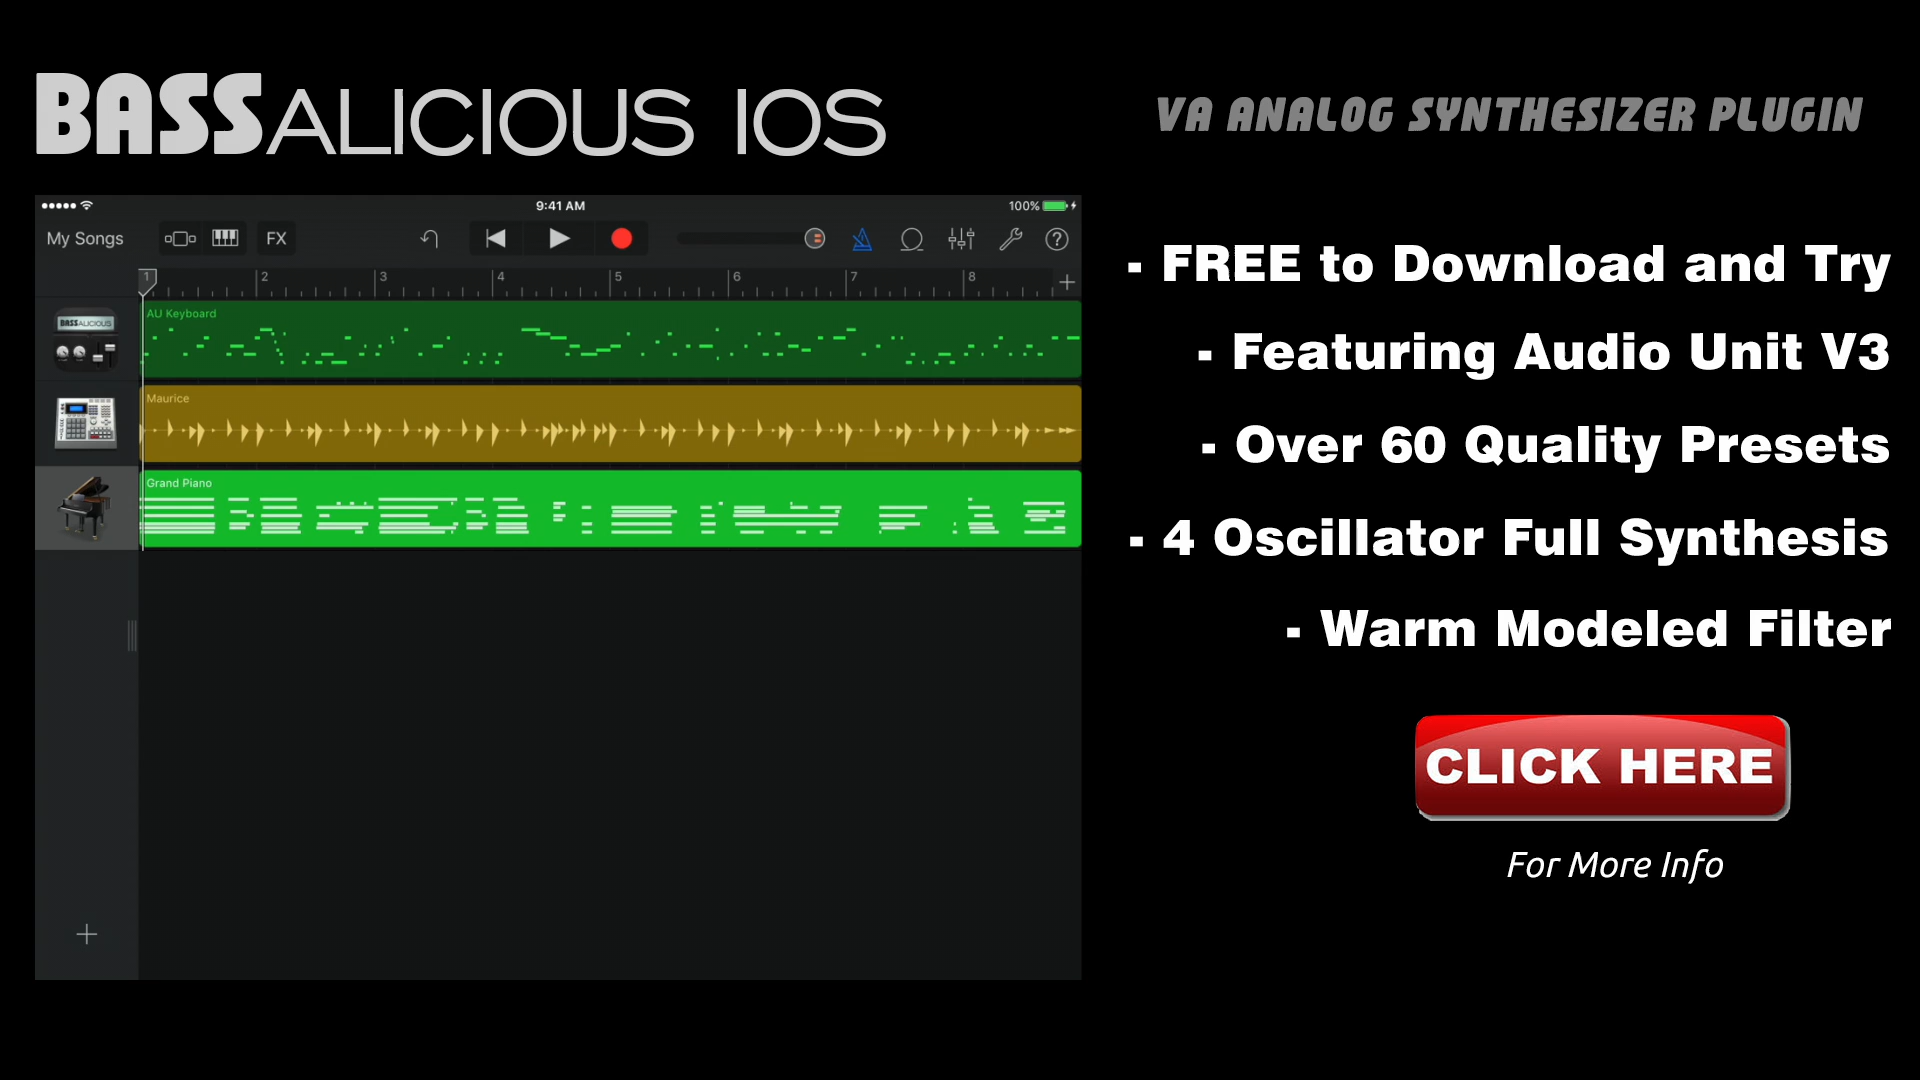 BASSALICIOUS IOS
VA ANALOG SYNTHESIZER PLUGIN
9:41 AM
100%
My Songs
FX
?
1 2 3 4 5 6 7 8 +
BASSALICIOUS
AU Keyboard
Maurice
Grand Piano
+
- FREE to Download and Try
- Featuring Audio Unit V3
- Over 60 Quality Presets
- 4 Oscillator Full Synthesis
- Warm Modeled Filter
CLICK HERE
For More Info